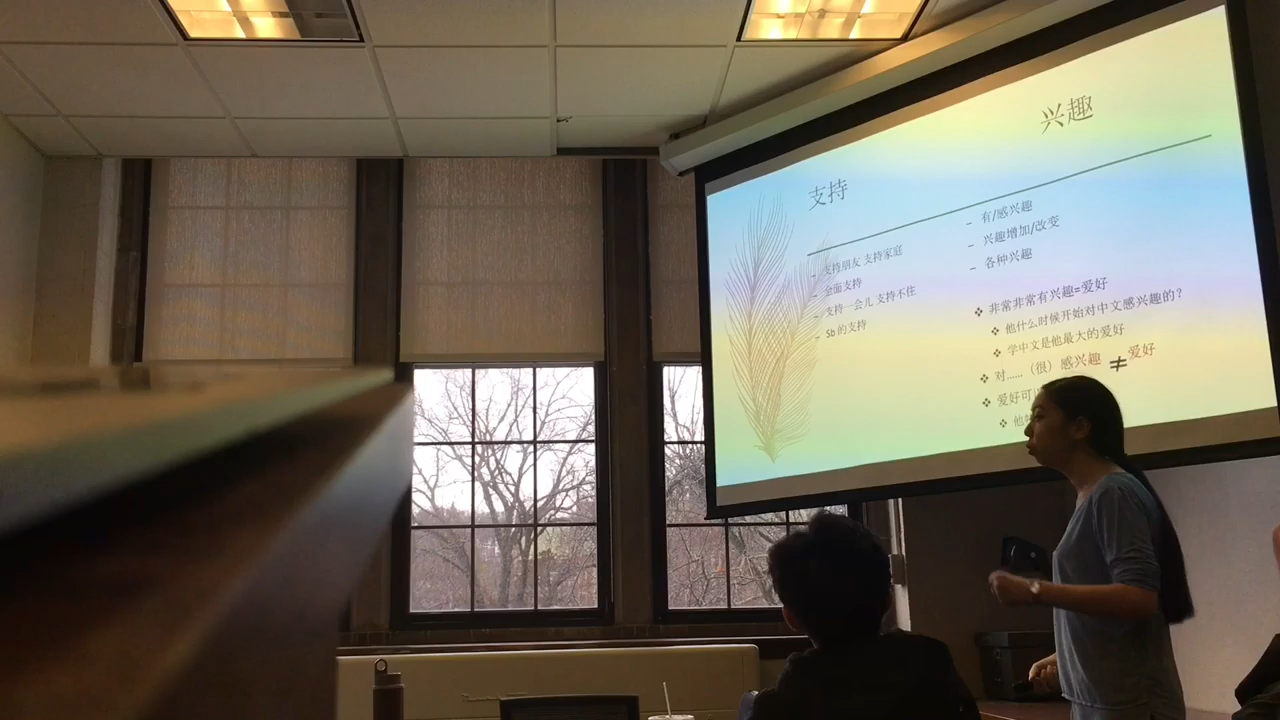 兴趣
支持
– 支持朋友 支持家庭
– 全面支持
– 支持一会儿 支持不住
– Sb 的支持
– 有/感兴趣
– 兴趣增加/改变
– 各种兴趣
❖ 非常非常有兴趣=爱好
❖ 他什么时候开始对中文感兴趣的？
❖ 学中文是他最大的爱好
❖ 对……（很）感兴趣 ≠ 爱好
❖ 爱好可
❖ 他